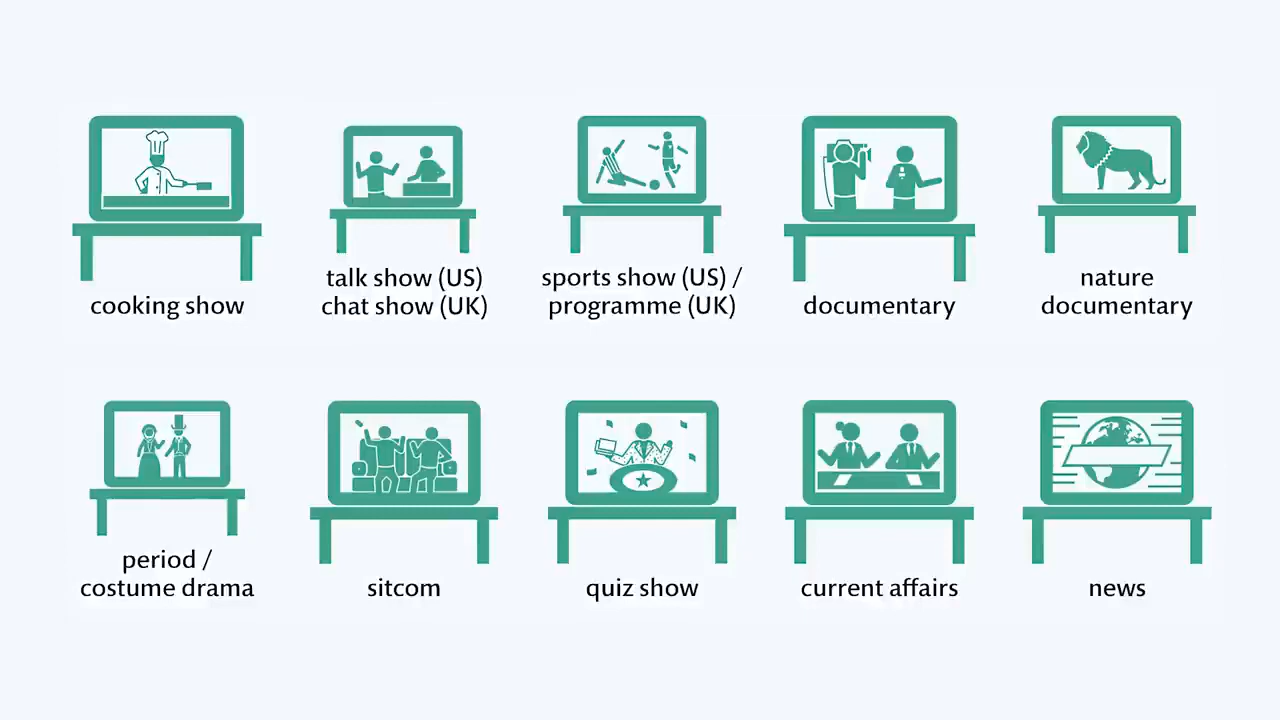 cooking show
talk show (US)
chat show (UK)
sports show (US) /
programme (UK)
documentary
nature
documentary
period /
costume drama
sitcom
quiz show
current affairs
news